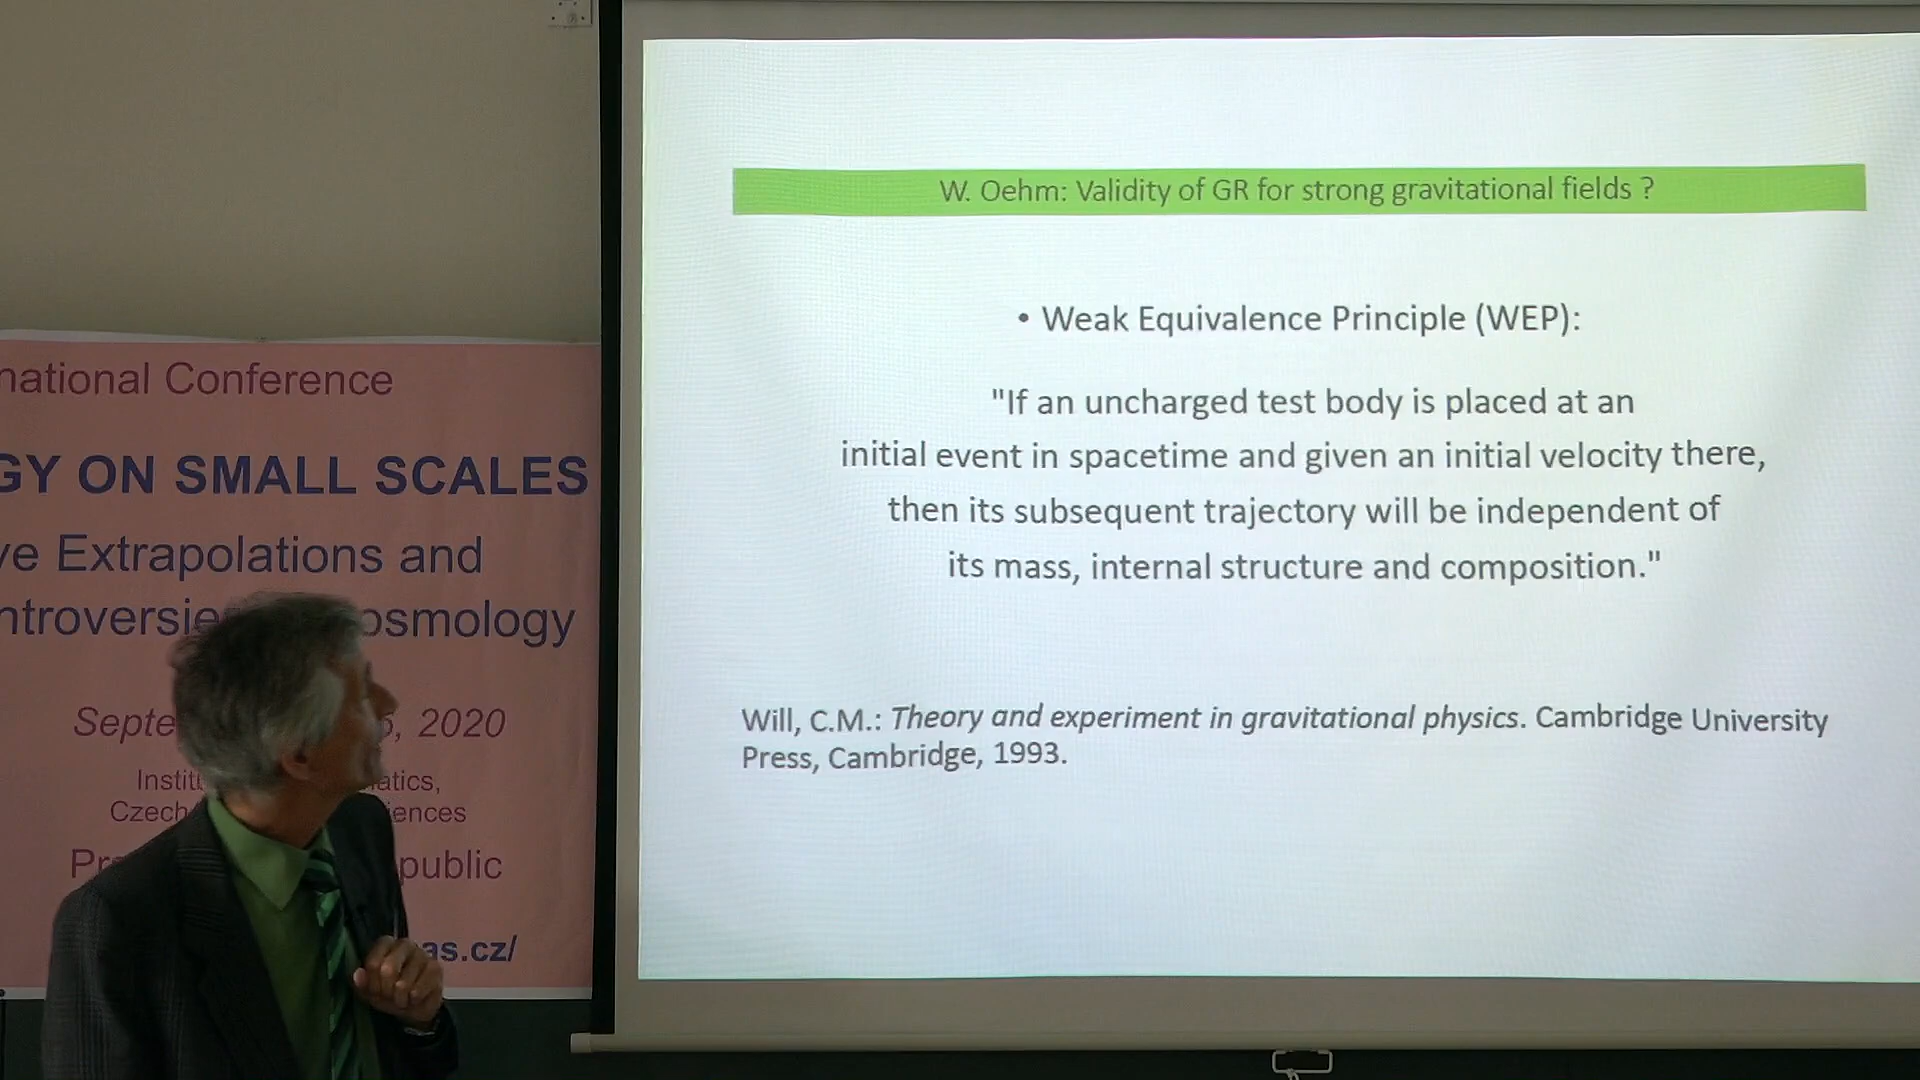 national Conference
GY ON SMALL SCALES
ve Extrapolations and
ntroversie osmology
Septe 6, 2020
Instit atics,
Czech iences
Pr public
as.cz/
W. Oehm: Validity of GR for strong gravitational fields ?
• Weak Equivalence Principle (WEP):
"If an uncharged test body is placed at an
initial event in spacetime and given an initial velocity there,
then its subsequent trajectory will be independent of
its mass, internal structure and composition."
Will, C.M.: Theory and experiment in gravitational physics. Cambridge University
Press, Cambridge, 1993.